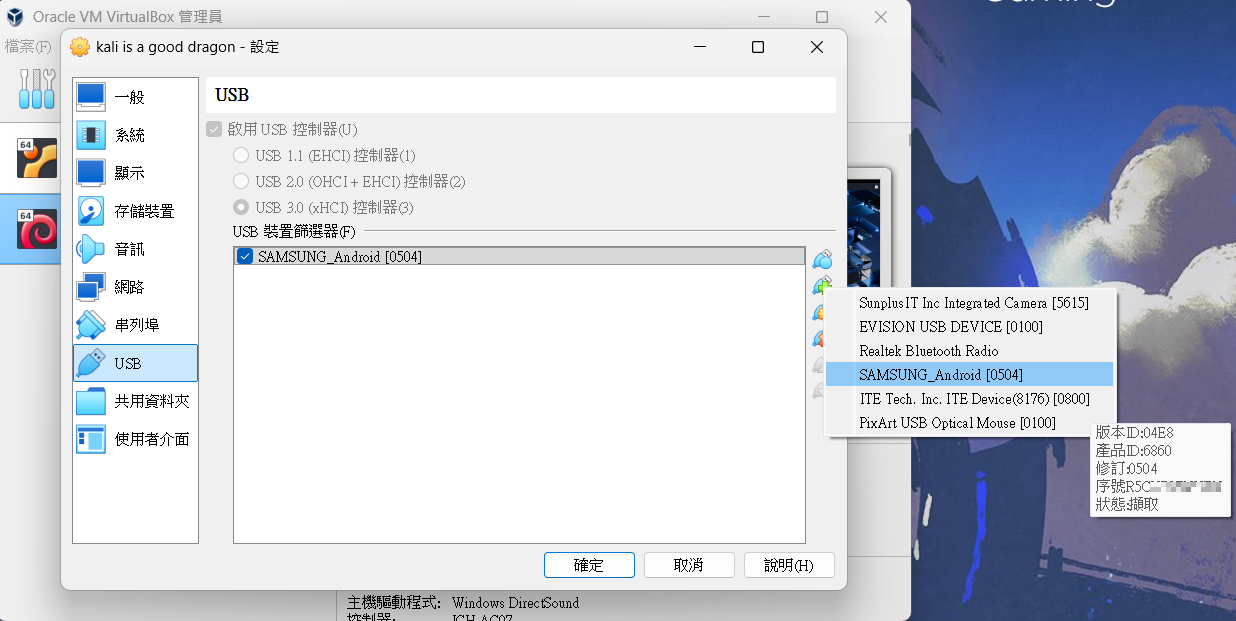 Oracle VM VirtualBox 管理員
檔案(F)
kali is a good dragon - 設定
64
64
一般
系統
顯示
存儲裝置
音訊
網路
串列埠
USB
共用資料夾
使用者介面
USB
啟用 USB 控制器(U)
USB 1.1 (EHCI) 控制器(1)
USB 2.0 (OHCI + EHCI) 控制器(2)
USB 3.0 (xHCI) 控制器(3)
USB 裝置篩選器(F)
SAMSUNG_Android [0504]
SunplusIT Inc Integrated Camera [5615]
EVISION USB DEVICE [0100]
Realtek Bluetooth Radio
SAMSUNG_Android [0504]
ITE Tech. Inc. ITE Device(8176) [0800]
PixArt USB Optical Mouse [0100]
版本ID:04E8
產品ID:6860
修訂:0504
序號R5C
狀態:擷取
確定
取消
說明(H)
主機驅動程式: Windows DirectSound
控制器: